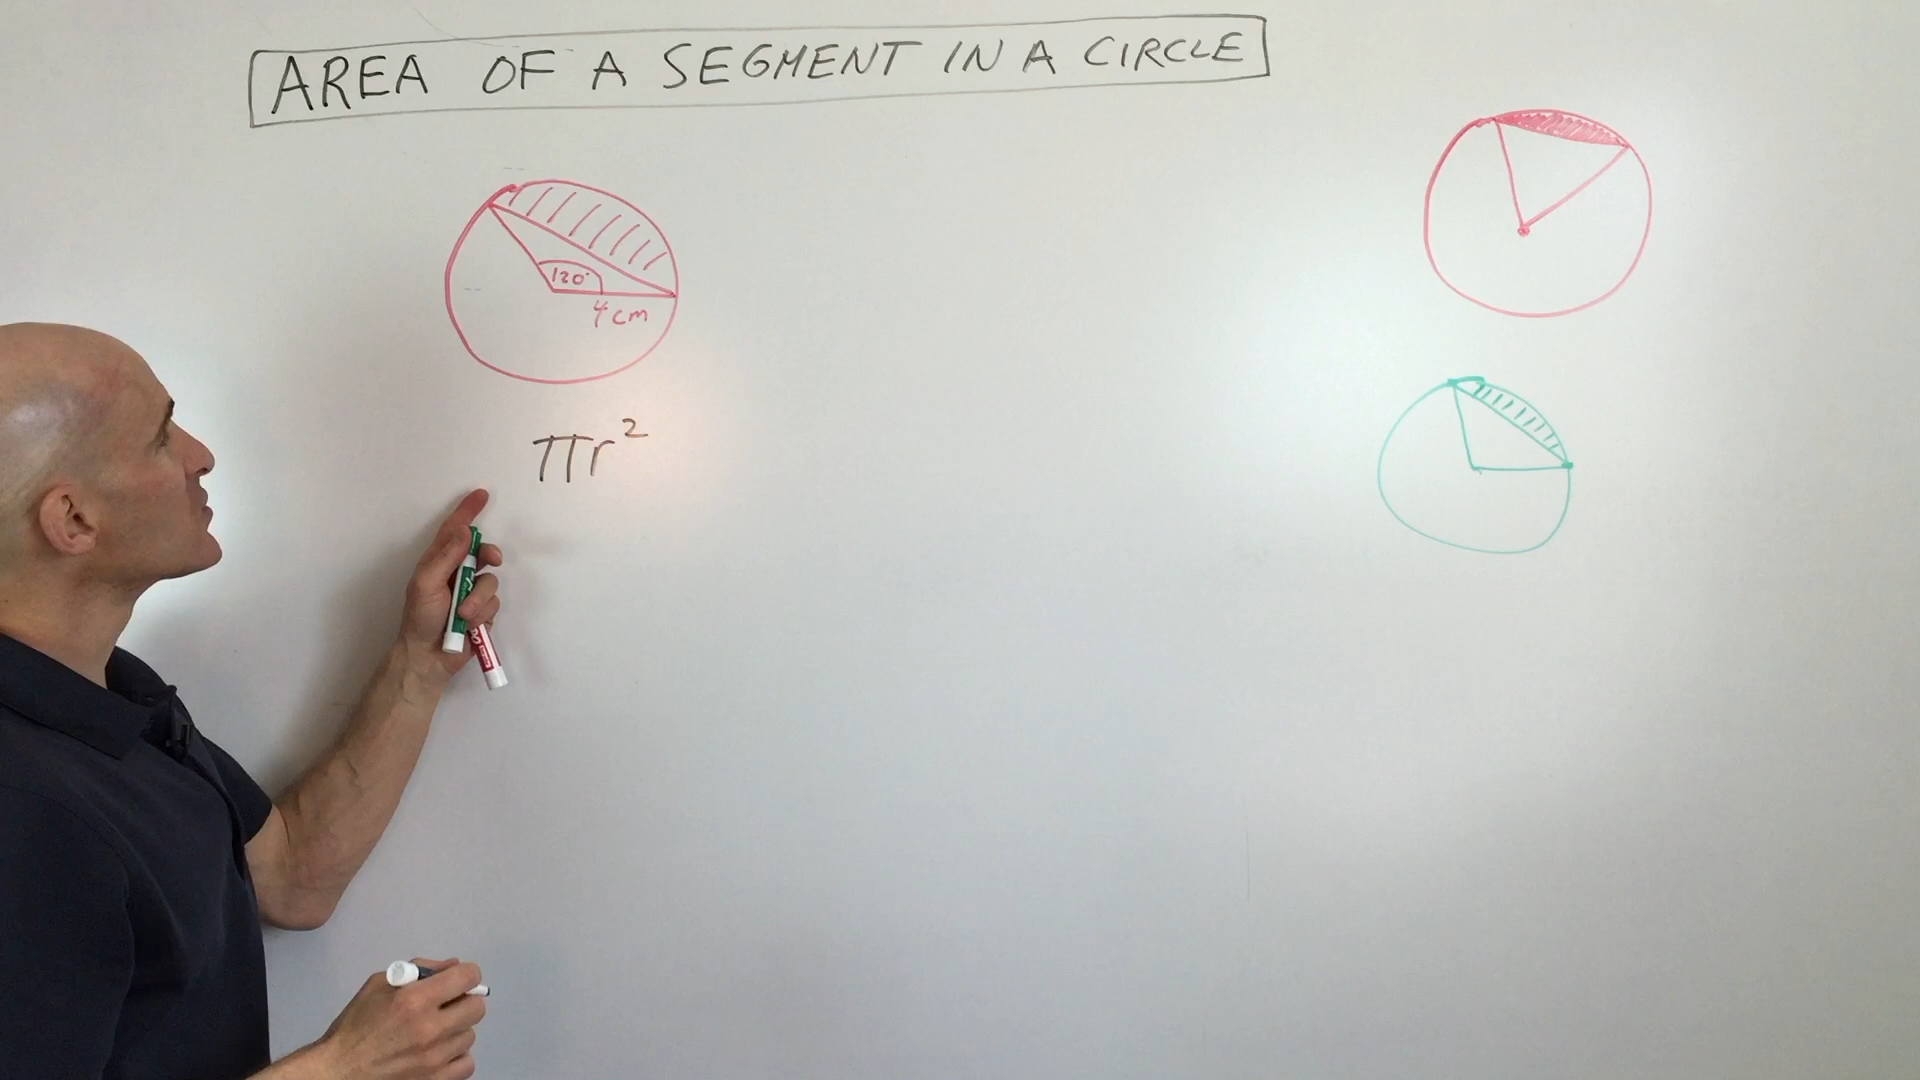 AREA OF A SEGMENT IN A CIRCLE
120°
4 cm
πr²